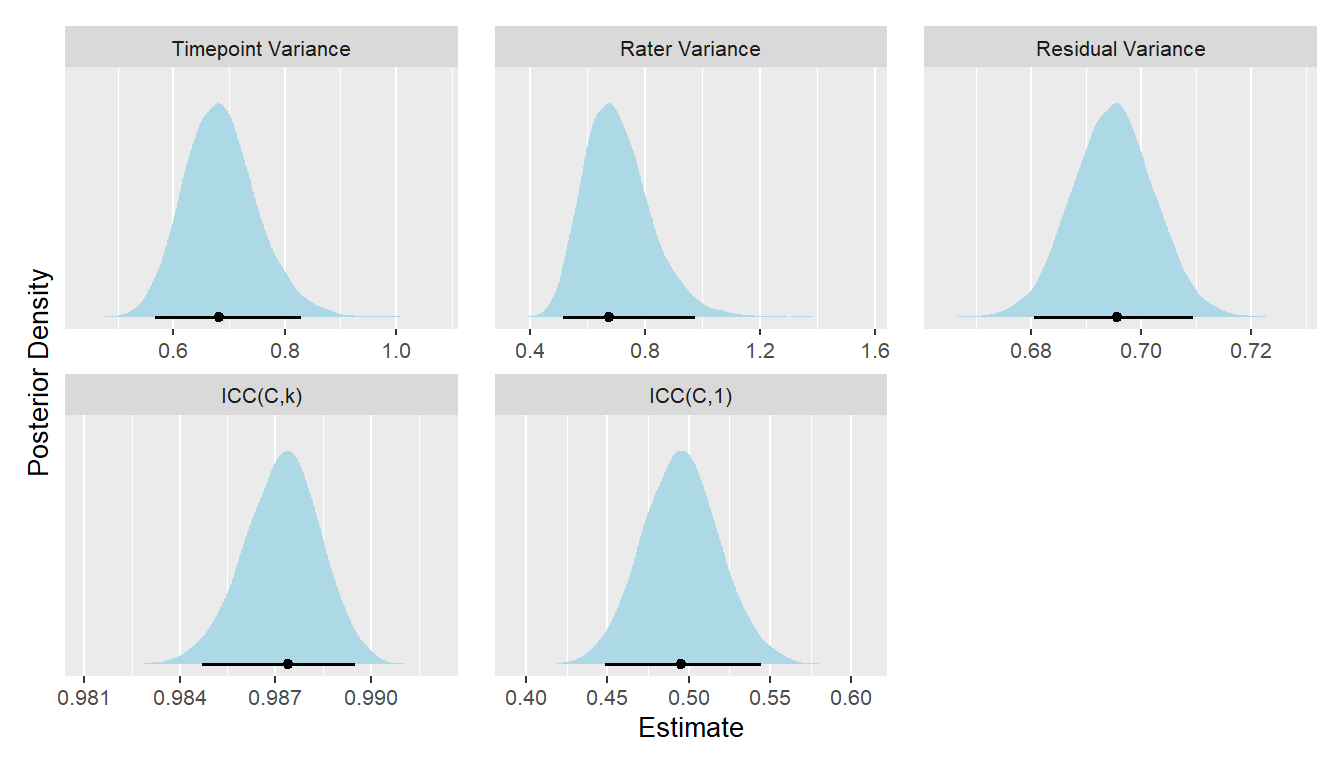 Timepoint Variance
Rater Variance
Residual Variance
0.6 0.8 1.0
0.4 0.8 1.2 1.6
0.68 0.70 0.72
Posterior Density
ICC(C,k)
ICC(C,1)
0.981 0.984 0.987 0.990
0.40 0.45 0.50 0.55 0.60
Estimate